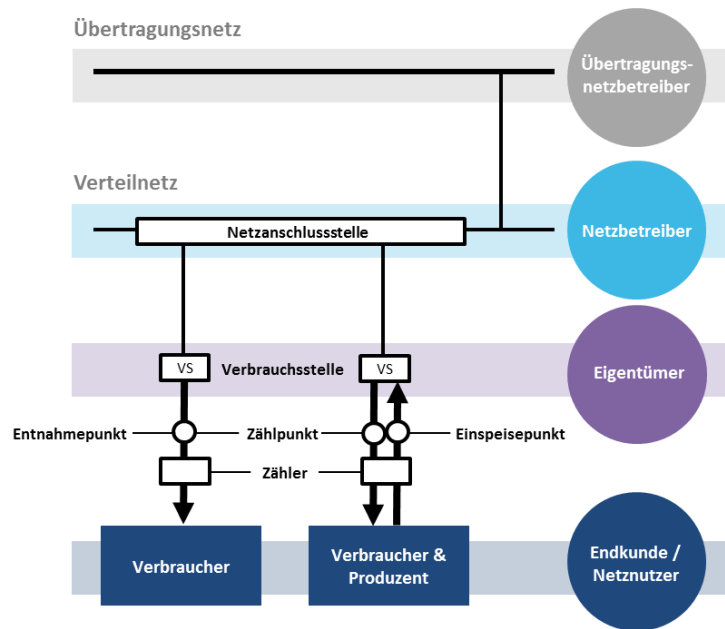 Übertragungsnetz
Übertragungs-
netzbetreiber
Verteilnetz
Netzanschlussstelle
Netzbetreiber
VS
Verbrauchsstelle
VS
Eigentümer
Entnahmepunkt
Zählpunkt
Einspeisepunkt
Zähler
Verbraucher
Verbraucher &
Produzent
Endkunde /
Netznutzer